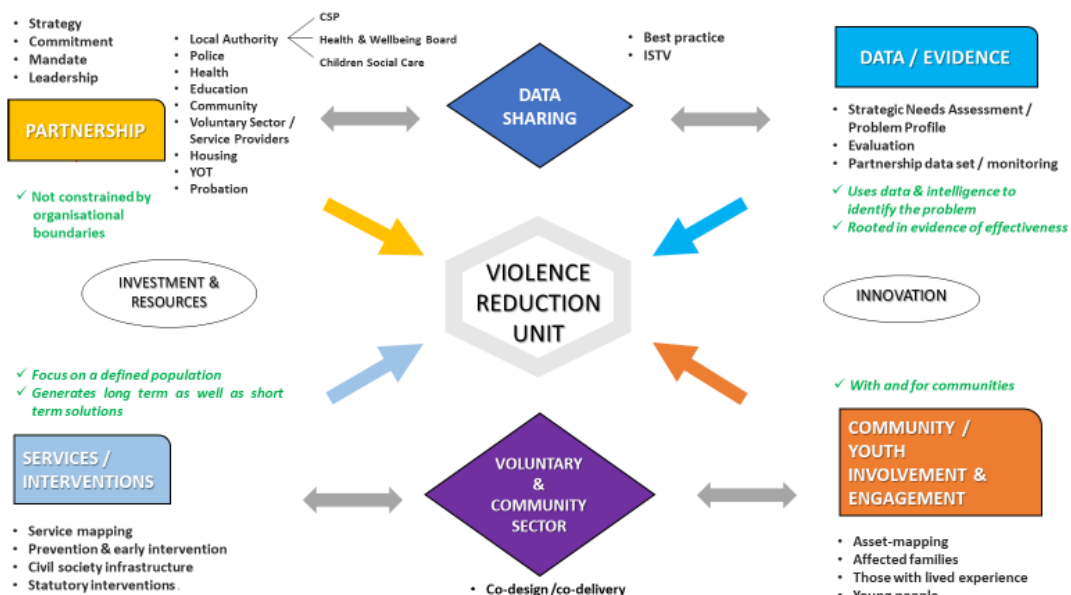 • Strategy
• Commitment
• Mandate
• Leadership
PARTNERSHIP
✓ Not constrained by
organisational
boundaries
• Local Authority
• Police
• Health
• Education
• Community
• Voluntary Sector /
Service Providers
• Housing
• YOT
• Probation
CSP
Health & Wellbeing Board
Children Social Care
DATA
SHARING
• Best practice
• ISTV
DATA / EVIDENCE
• Strategic Needs Assessment /
Problem Profile
• Evaluation
• Partnership data set / monitoring
✓ Uses data & intelligence to
identify the problem
✓ Rooted in evidence of effectiveness
INVESTMENT &
RESOURCES
VIOLENCE
REDUCTION
UNIT
INNOVATION
✓ Focus on a defined population
✓ Generates long term as well as short
term solutions
SERVICES /
INTERVENTIONS
• Service mapping
• Prevention & early intervention
• Civil society infrastructure
• Statutory interventions.
VOLUNTARY
&
COMMUNITY
SECTOR
• Co-design /co-delivery
✓ With and for communities
COMMUNITY /
YOUTH
INVOLVEMENT &
ENGAGEMENT
• Asset-mapping
• Affected families
• Those with lived experience
• Young people